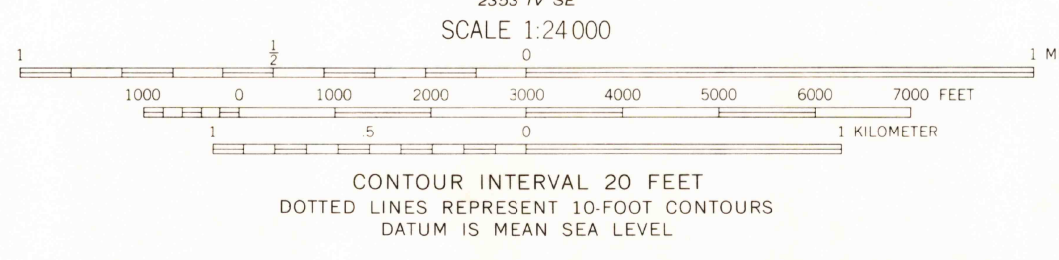 SCALE 1:24 000
1 1/2 0 1 M
1000 0 1000 2000 3000 4000 5000 6000 7000 FEET
1 .5 0 1 KILOMETER
CONTOUR INTERVAL 20 FEET
DOTTED LINES REPRESENT 10-FOOT CONTOURS
DATUM IS MEAN SEA LEVEL